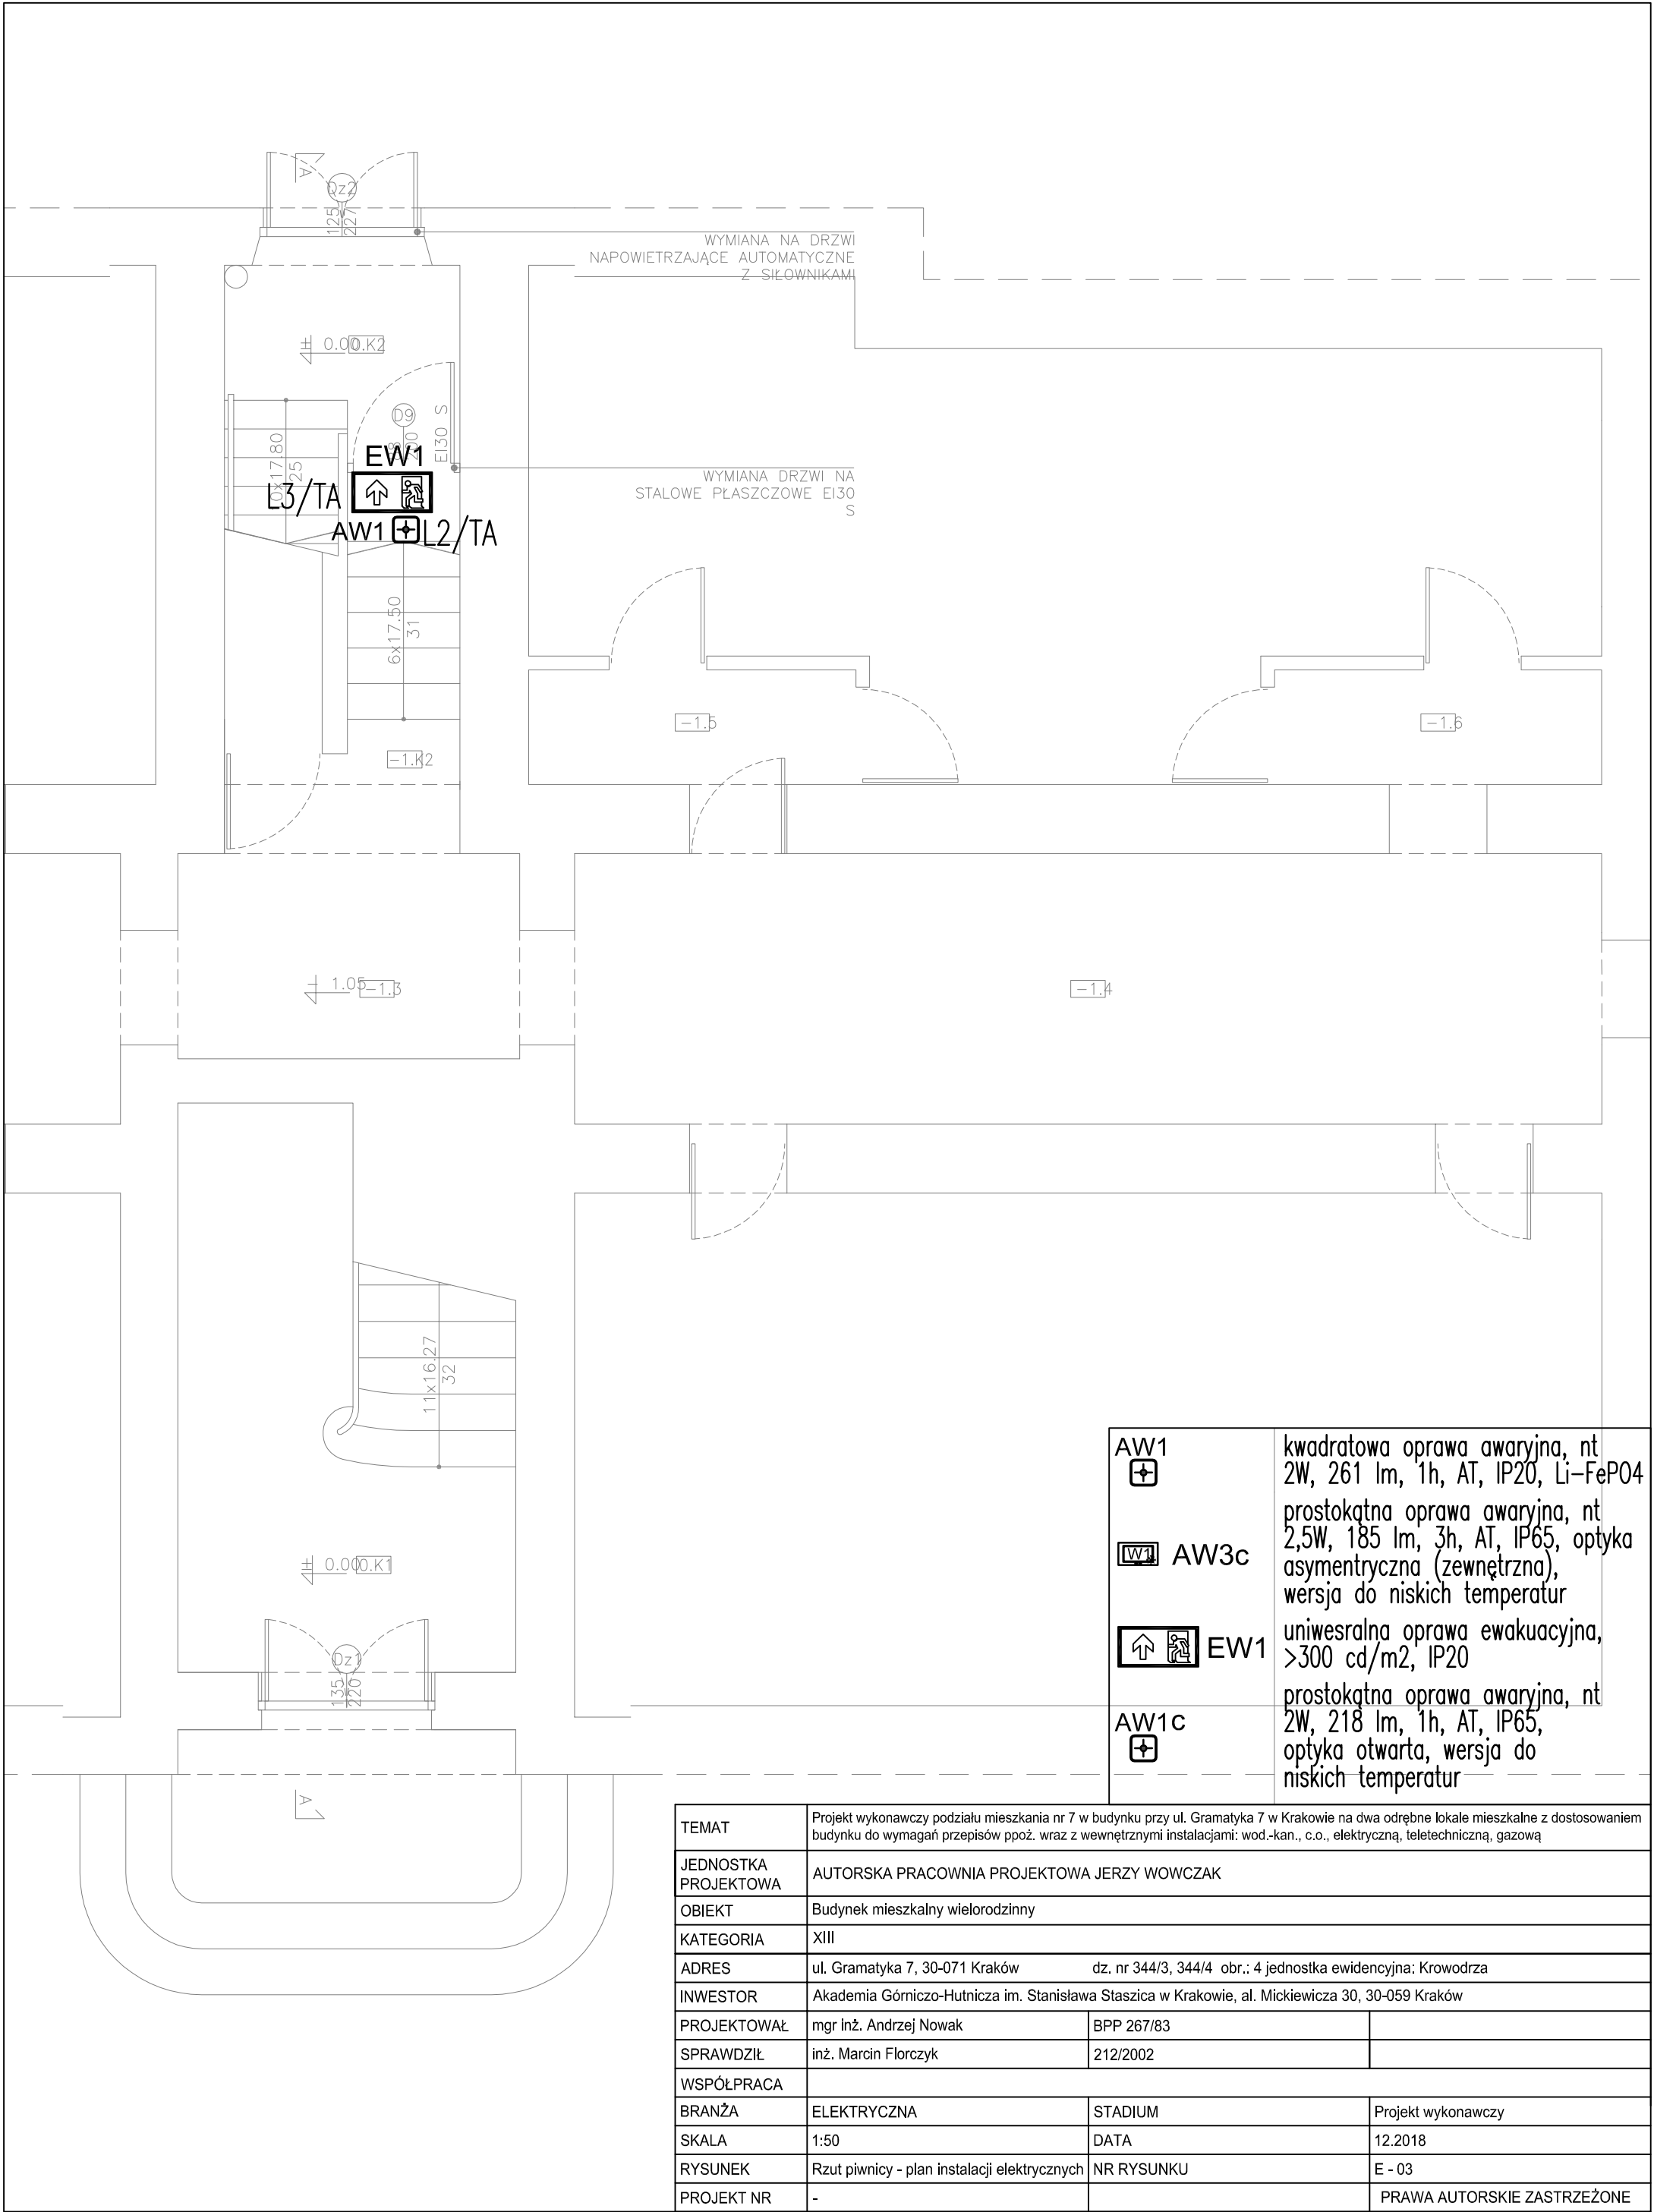 A
Dz2
125
227
WYMIANA NA DRZWI
NAPOWIETRZAJĄCE AUTOMATYCZNE
Z SIŁOWNIKAMI
± 0.00
0.K2
D9
200
EI30 S
10x17.80
25
EW1
L3/TA
AW1
L2/TA
WYMIANA DRZWI NA
STALOWE PŁASZCZOWE EI30
S
6x17.50
31
-1.5
-1.6
-1.K2
- 1.05
-1.3
-1.4
11x16.27
32
± 0.00
0.K1
Dz1
135
220
A
AW1
kwadratowa oprawa awaryjna, nt
2W, 261 lm, 1h, AT, IP20, Li-FePO4
W1 AW3c
prostokątna oprawa awaryjna, nt
2,5W, 185 lm, 3h, AT, IP65, optyka
asymentryczna (zewnętrzna),
wersja do niskich temperatur
EW1
uniwesralna oprawa ewakuacyjna,
>300 cd/m2, IP20
AW1c
prostokątna oprawa awaryjna, nt
2W, 218 lm, 1h, AT, IP65,
optyka otwarta, wersja do
niskich temperatur
TEMAT
Projekt wykonawczy podziału mieszkania nr 7 w budynku przy ul. Gramatyka 7 w Krakowie na dwa odrębne lokale mieszkalne z dostosowaniem
budynku do wymagań przepisów ppoż. wraz z wewnętrznymi instalacjami: wod.-kan., c.o., elektryczną, teletechniczną, gazową
JEDNOSTKA
PROJEKTOWA
AUTORSKA PRACOWNIA PROJEKTOWA JERZY WOWCZAK
OBIEKT Budynek mieszkalny wielorodzinny
KATEGORIA XIII
ADRES ul. Gramatyka 7, 30-071 Kraków dz. nr 344/3, 344/4 obr.: 4 jednostka ewidencyjna: Krowodrza
INWESTOR Akademia Górniczo-Hutnicza im. Stanisława Staszica w Krakowie, al. Mickiewicza 30, 30-059 Kraków
PROJEKTOWAŁ mgr inż. Andrzej Nowak BPP 267/83
SPRAWDZIŁ inż. Marcin Florczyk 212/2002
WSPÓŁPRACA
BRANŻA ELEKTRYCZNA STADIUM Projekt wykonawczy
SKALA 1:50 DATA 12.2018
RYSUNEK Rzut piwnicy - plan instalacji elektrycznych NR RYSUNKU E - 03
PROJEKT NR - PRAWA AUTORSKIE ZASTRZEŻONE